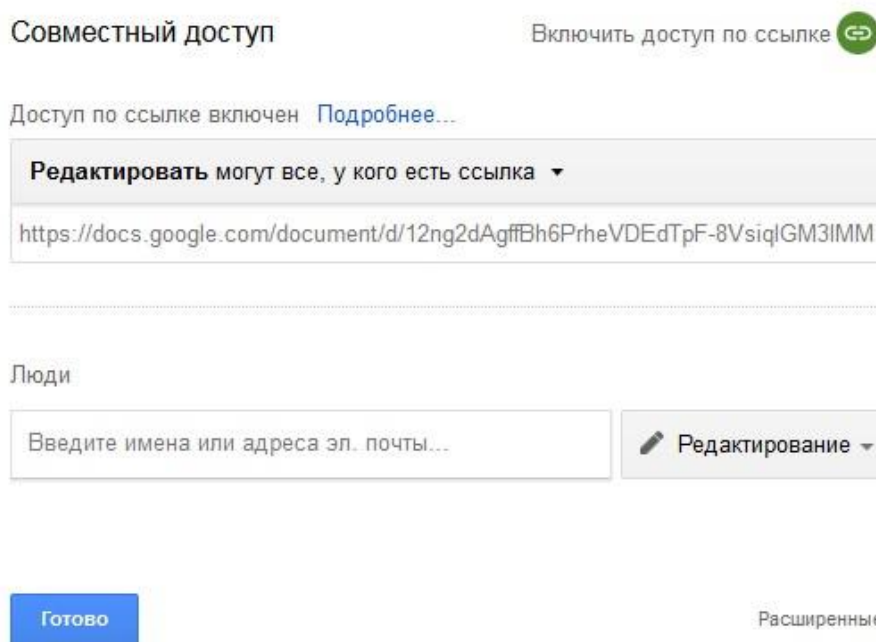 Совместный доступ Включить доступ по ссылке
Доступ по ссылке включен Подробнее...
Редактировать могут все, у кого есть ссылка
https://docs.google.com/document/d/12ng2dAgffBh6PrheVDEdTpF-8VsiqlGM3IMM
Люди
Введите имена или адреса эл. почты... Редактирование
Готово Расширенные